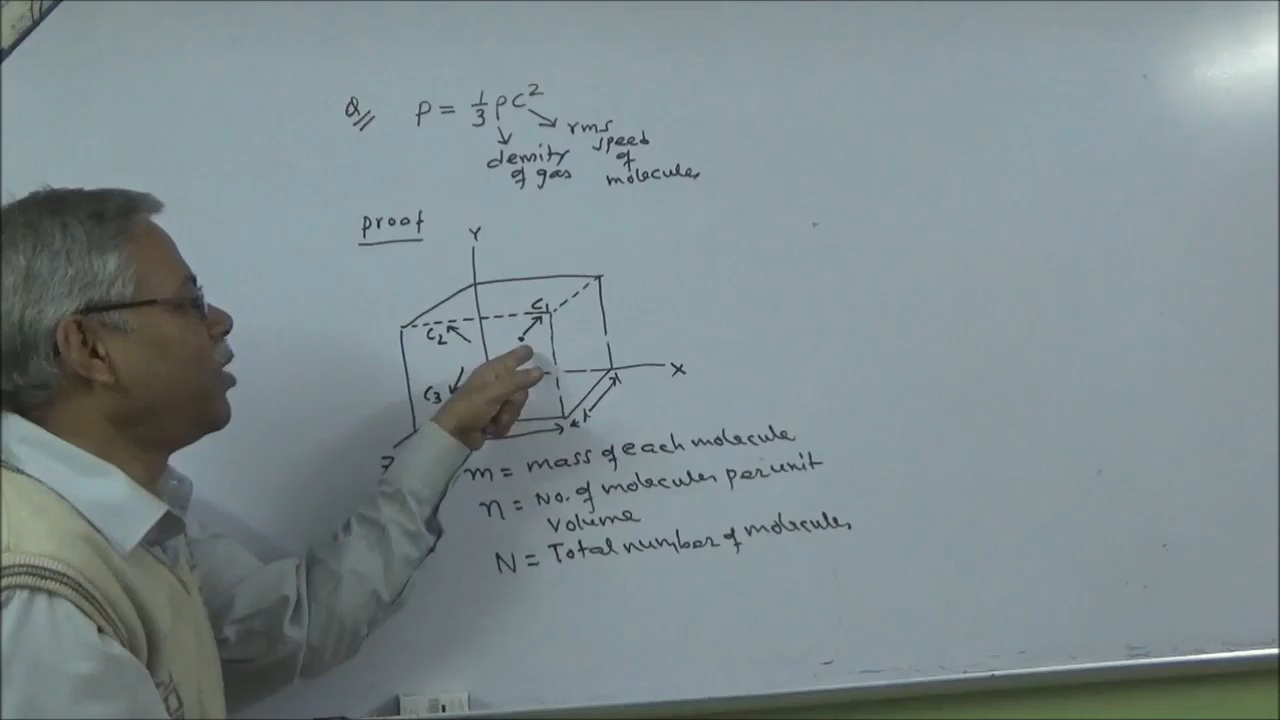 Q// P = 1/3 ρc²
rms
speed
of
molecules
density
of gas
proof
Y
C₁
C₂
C₃
X
Z
l
m = mass of each molecule
n = No. of molecules per unit
volume
N = Total number of molecules